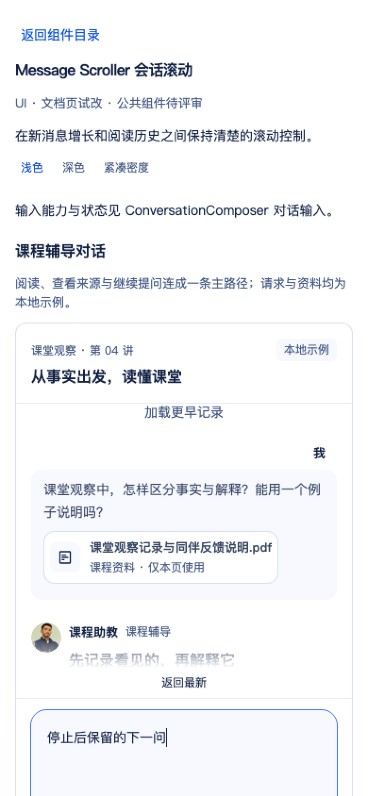 返回组件目录
Message Scroller 会话滚动
UI · 文档页试改 · 公共组件待评审
在新消息增长和阅读历史之间保持清楚的滚动控制。
浅色 深色 紧凑密度
输入能力与状态见 ConversationComposer 对话输入。
课程辅导对话
阅读、查看来源与继续提问连成一条主路径；请求与资料均为
本地示例。
课堂观察 · 第 04 讲
本地示例
从事实出发，读懂课堂
加载更早记录
我
课堂观察中，怎样区分事实与解释？能用一个例
子说明吗？
课堂观察记录与同伴反馈说明.pdf
课程资料 · 仅本页使用
课程助教 课程辅导
先记录看见的，再解释它
返回最新
停止后保留的下一问